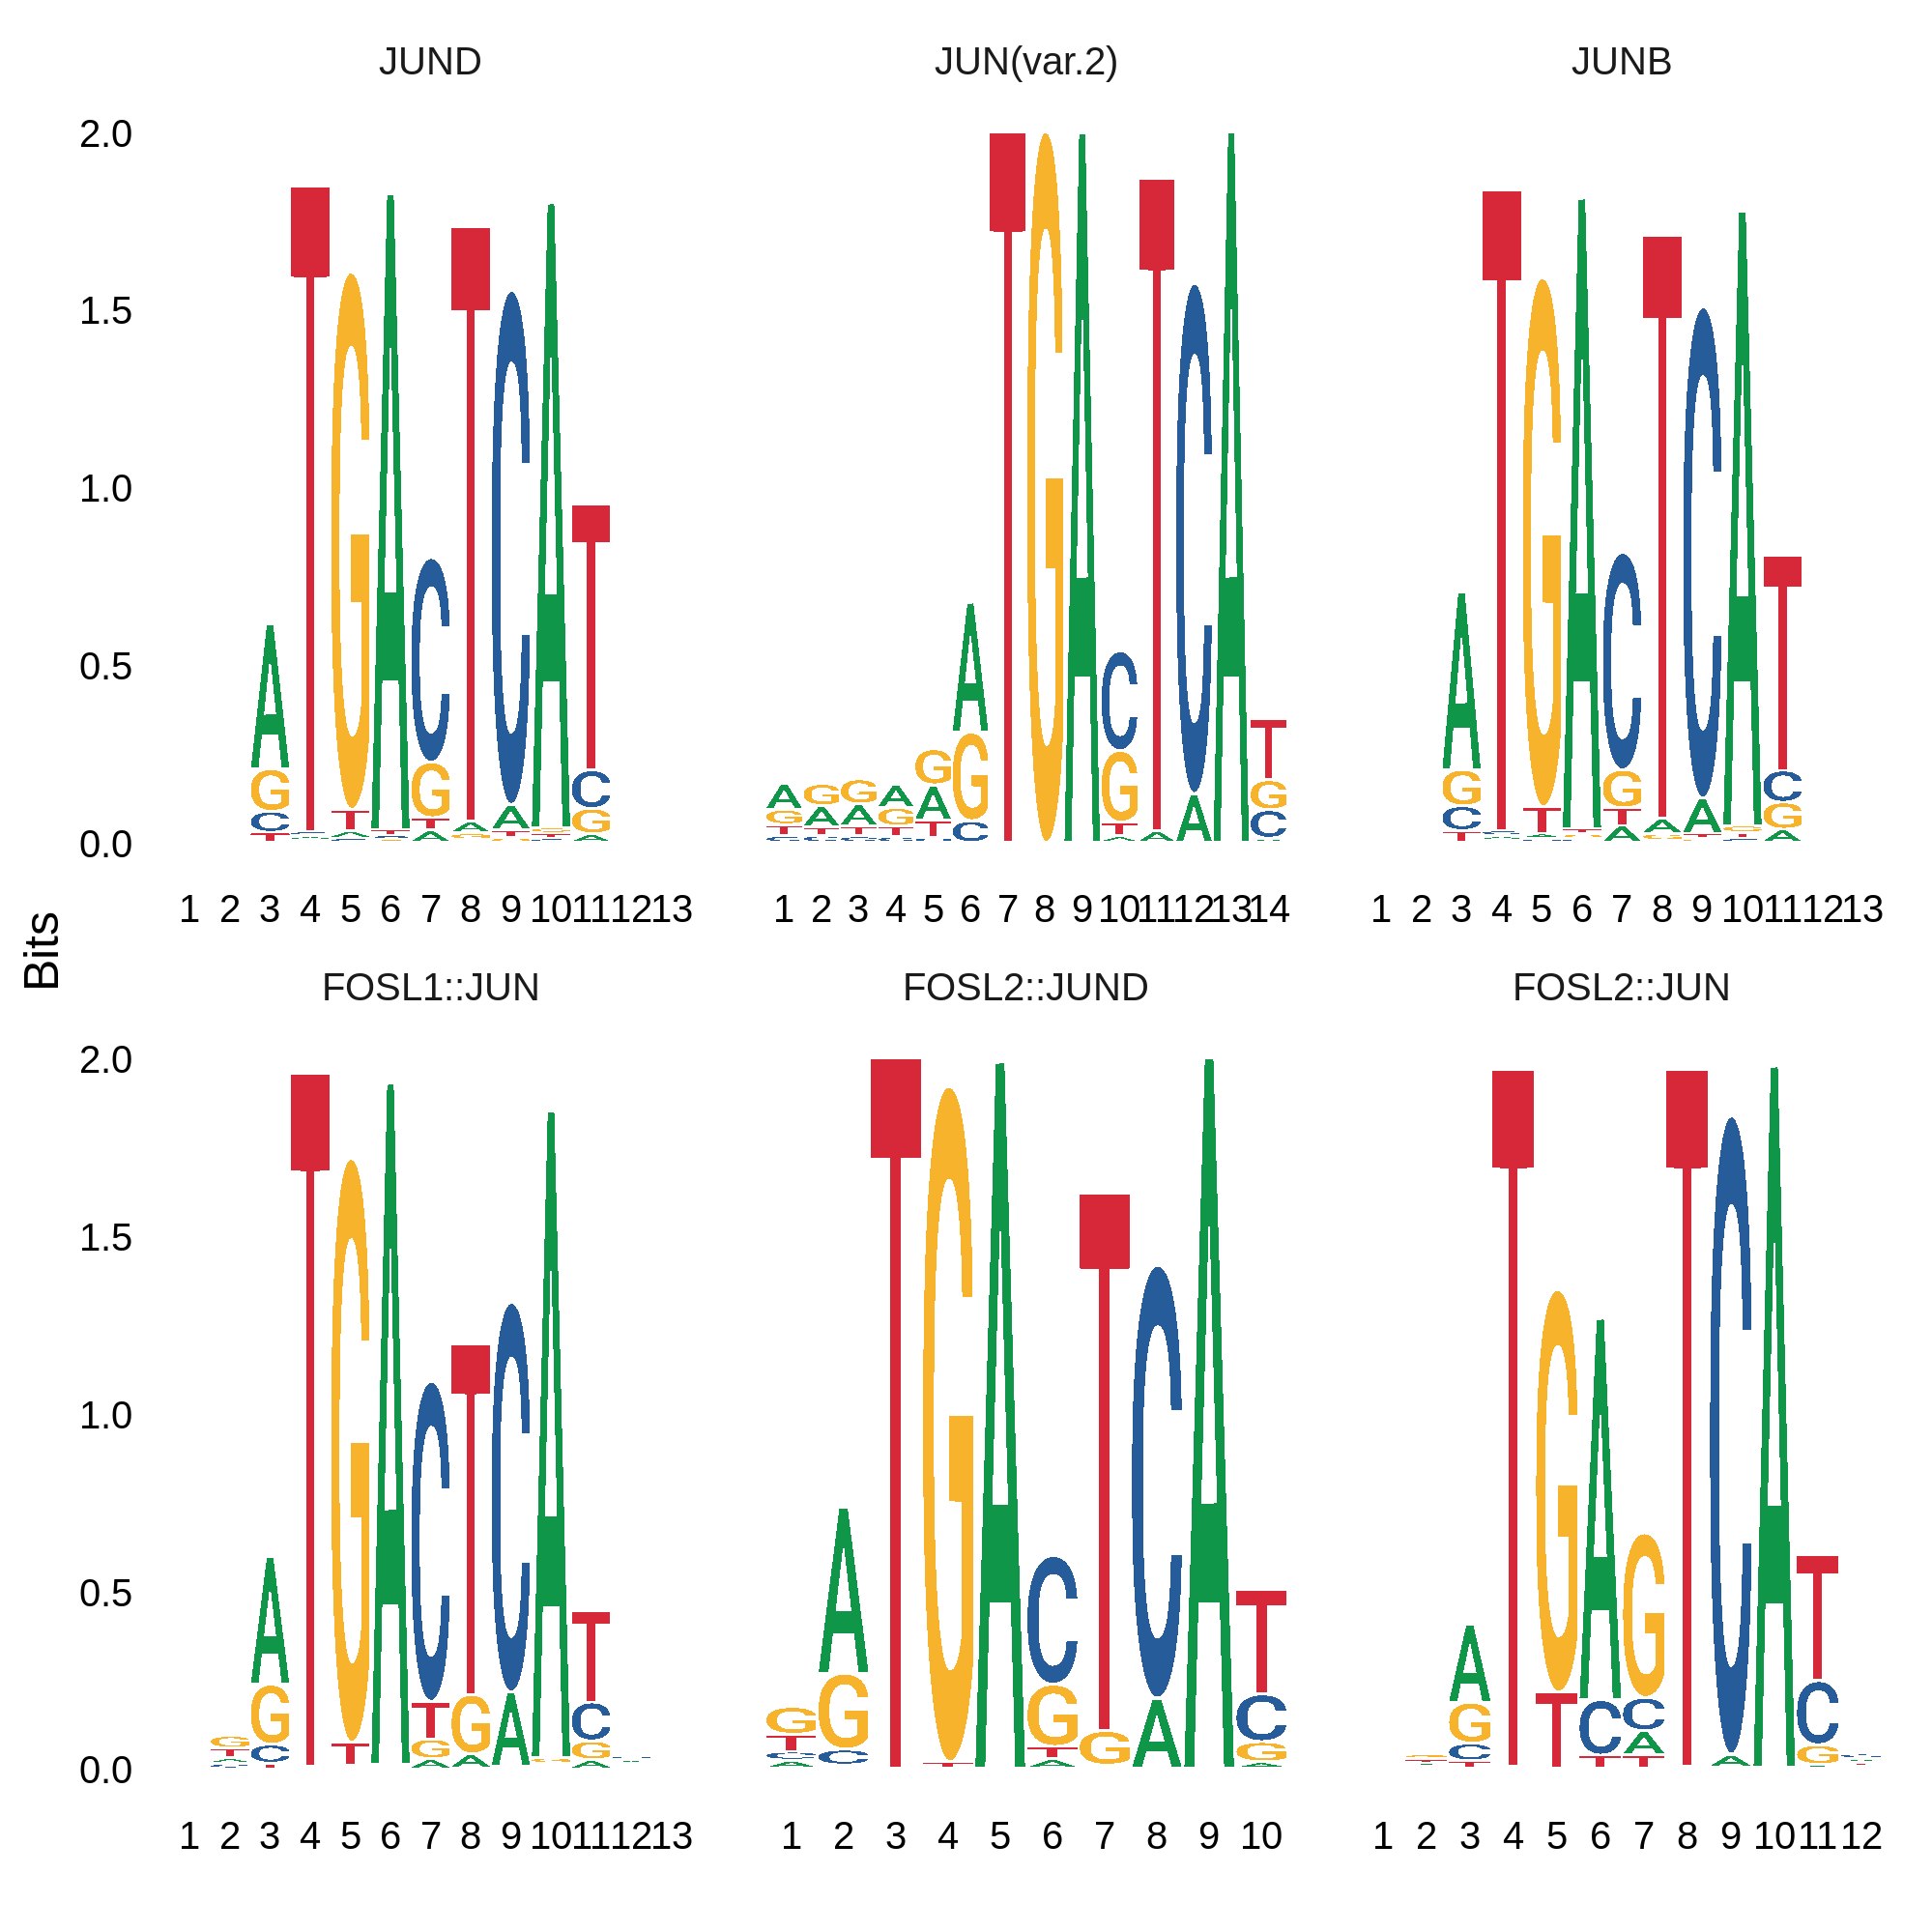 JUND JUN(var.2) JUNB
2.0
1.5
1.0
0.5
0.0
1 2 3 4 5 6 7 8 9 10 11 12 13
1 2 3 4 5 6 7 8 9 10 11 12 13 14
1 2 3 4 5 6 7 8 9 10 11 12 13
Bits
FOSL1::JUN FOSL2::JUND FOSL2::JUN
2.0
1.5
1.0
0.5
0.0
1 2 3 4 5 6 7 8 9 10 11 12 13
1 2 3 4 5 6 7 8 9 10
1 2 3 4 5 6 7 8 9 10 11 12